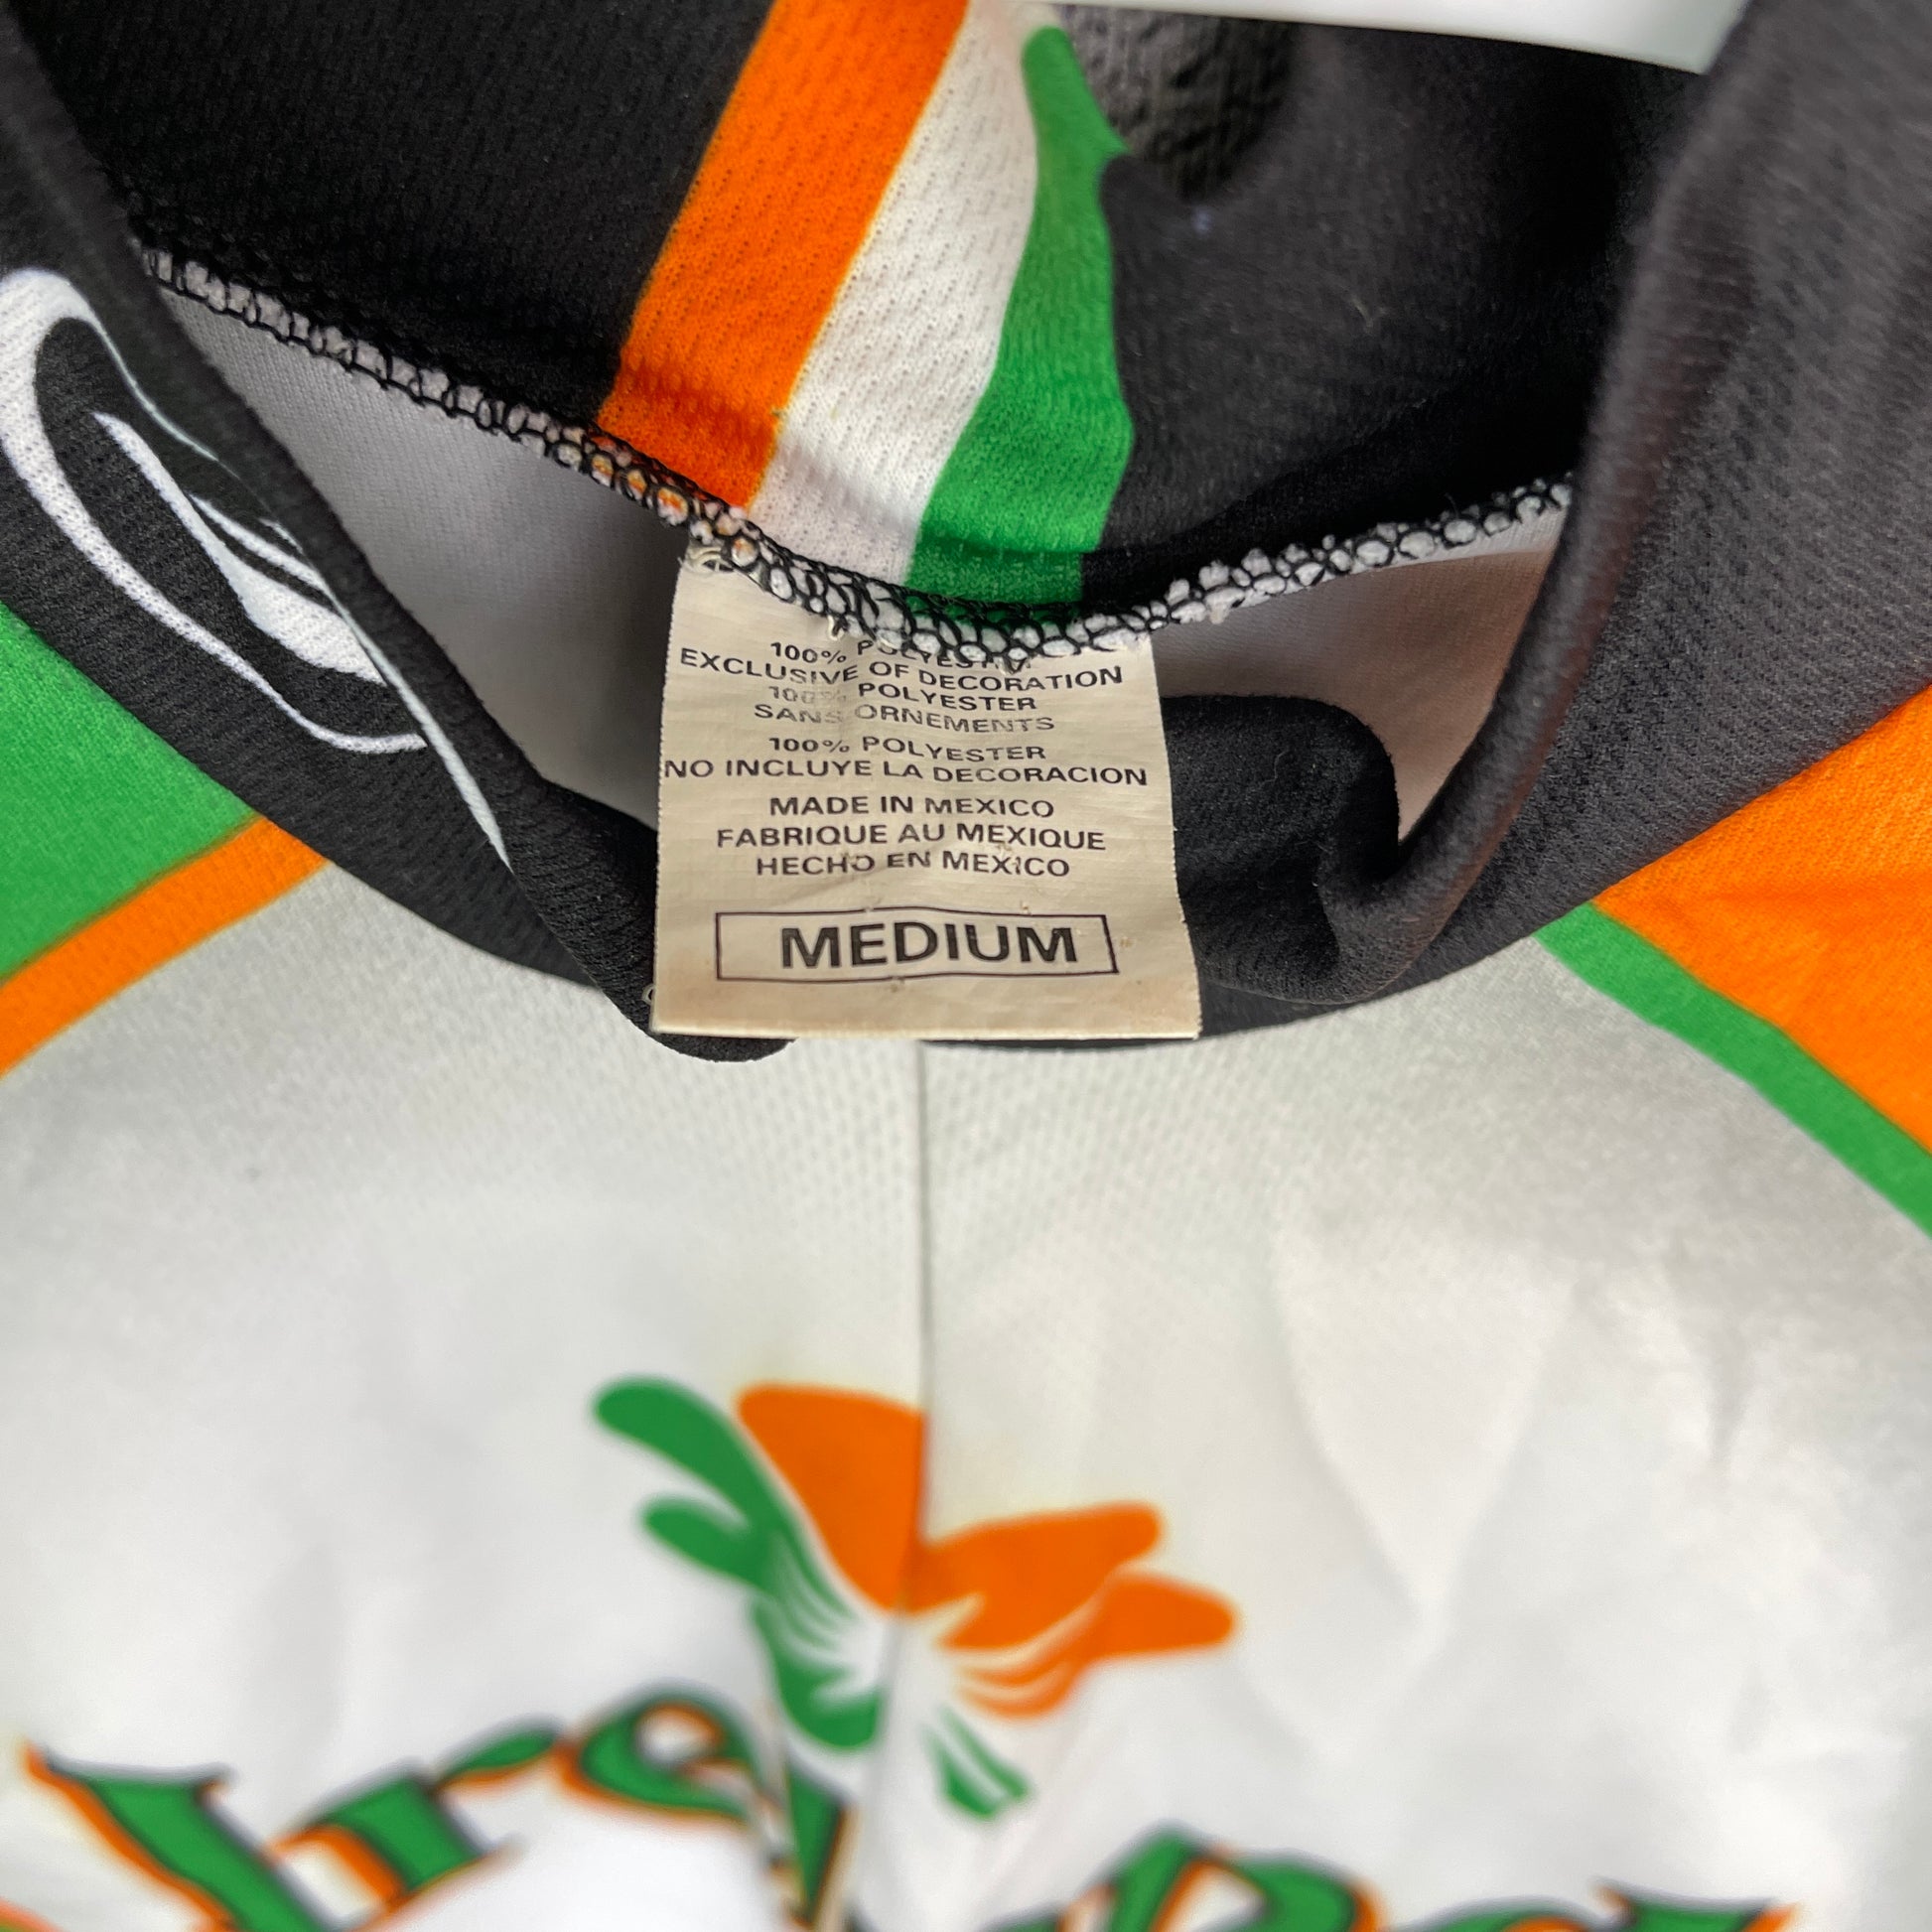 100% POLYESTER
EXCLUSIVE OF DECORATION
100% POLYESTER
SANS ORNEMENTS
100% POLYESTER
NO INCLUYE LA DECORACION
MADE IN MEXICO
FABRIQUE AU MEXIQUE
HECHO EN MEXICO
MEDIUM
Irel